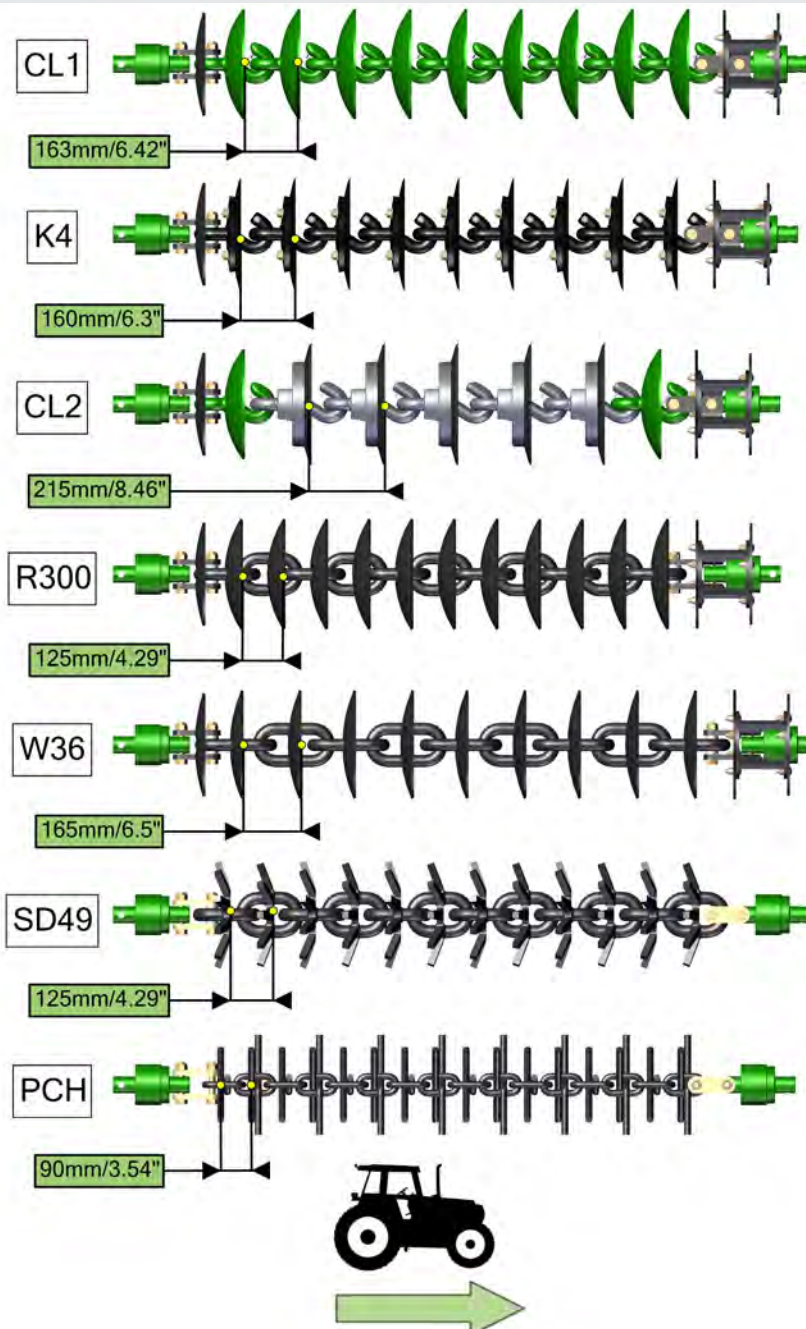 CL1
163mm/6.42"
K4
160mm/6.3"
CL2
215mm/8.46"
R300
125mm/4.29"
W36
165mm/6.5"
SD49
125mm/4.29"
PCH
90mm/3.54"